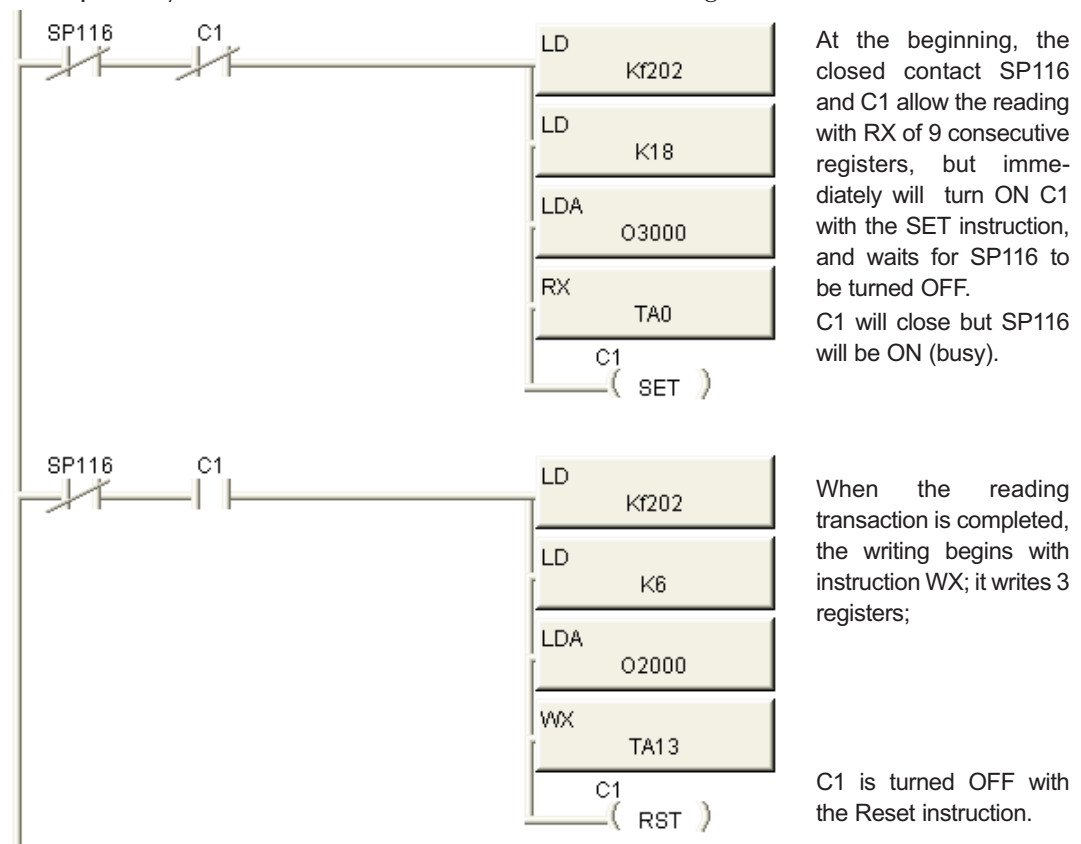 SP116 C1
LD
Kf202
LD
K18
LDA
O3000
RX
TA0
C1
( SET )
At the beginning, the
closed contact SP116
and C1 allow the reading
with RX of 9 consecutive
registers, but imme-
diately will turn ON C1
with the SET instruction,
and waits for SP116 to
be turned OFF.
C1 will close but SP116
will be ON (busy).
SP116 C1
LD
Kf202
LD
K6
LDA
O2000
WX
TA13
C1
( RST )
When the reading
transaction is completed,
the writing begins with
instruction WX; it writes 3
registers;
C1 is turned OFF with
the Reset instruction.